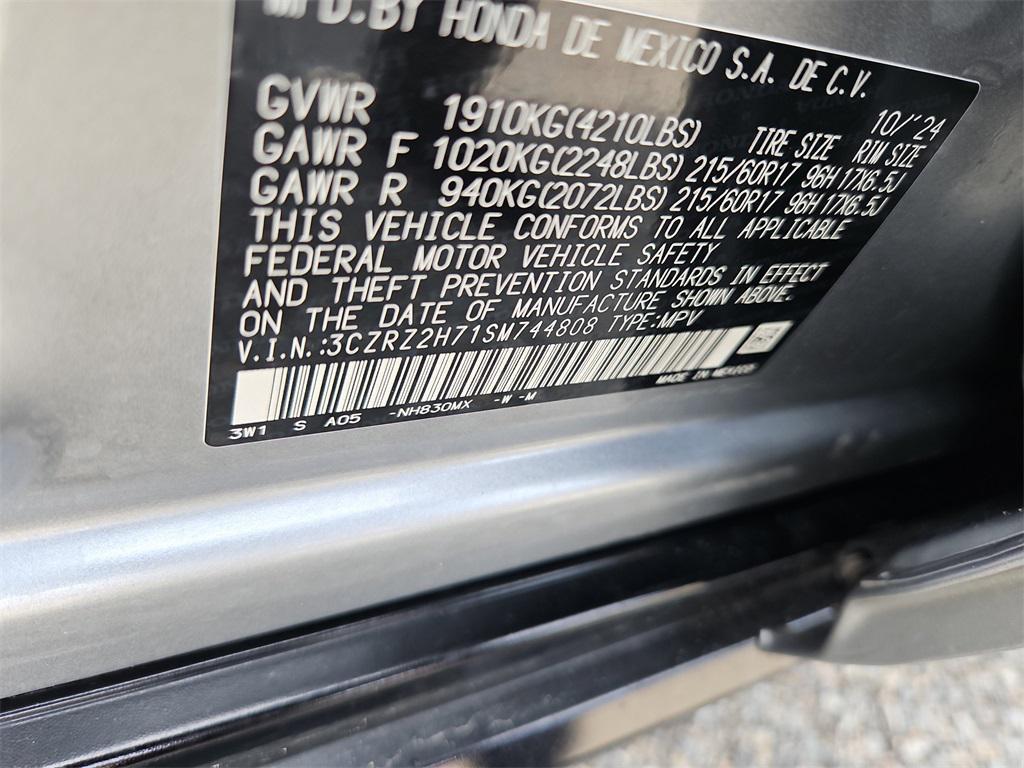 MFD. BY HONDA DE MEXICO S.A. DE C.V.
10/'24
GVWR 1910KG(4210LBS) TIRE SIZE RIM SIZE
GAWR F 1020KG(2248LBS) 215/60R17 96H 17X6.5J
GAWR R 940KG(2072LBS) 215/60R17 96H 17X6.5J
THIS VEHICLE CONFORMS TO ALL APPLICABLE
FEDERAL MOTOR VEHICLE SAFETY
AND THEFT PREVENTION STANDARDS IN EFFECT
ON THE DATE OF MANUFACTURE SHOWN ABOVE.
V.I.N.:3CZRZ2H71SM744808 TYPE:MPV
MADE IN MEXICO
3W1 S A05 -NH830MX -W -M